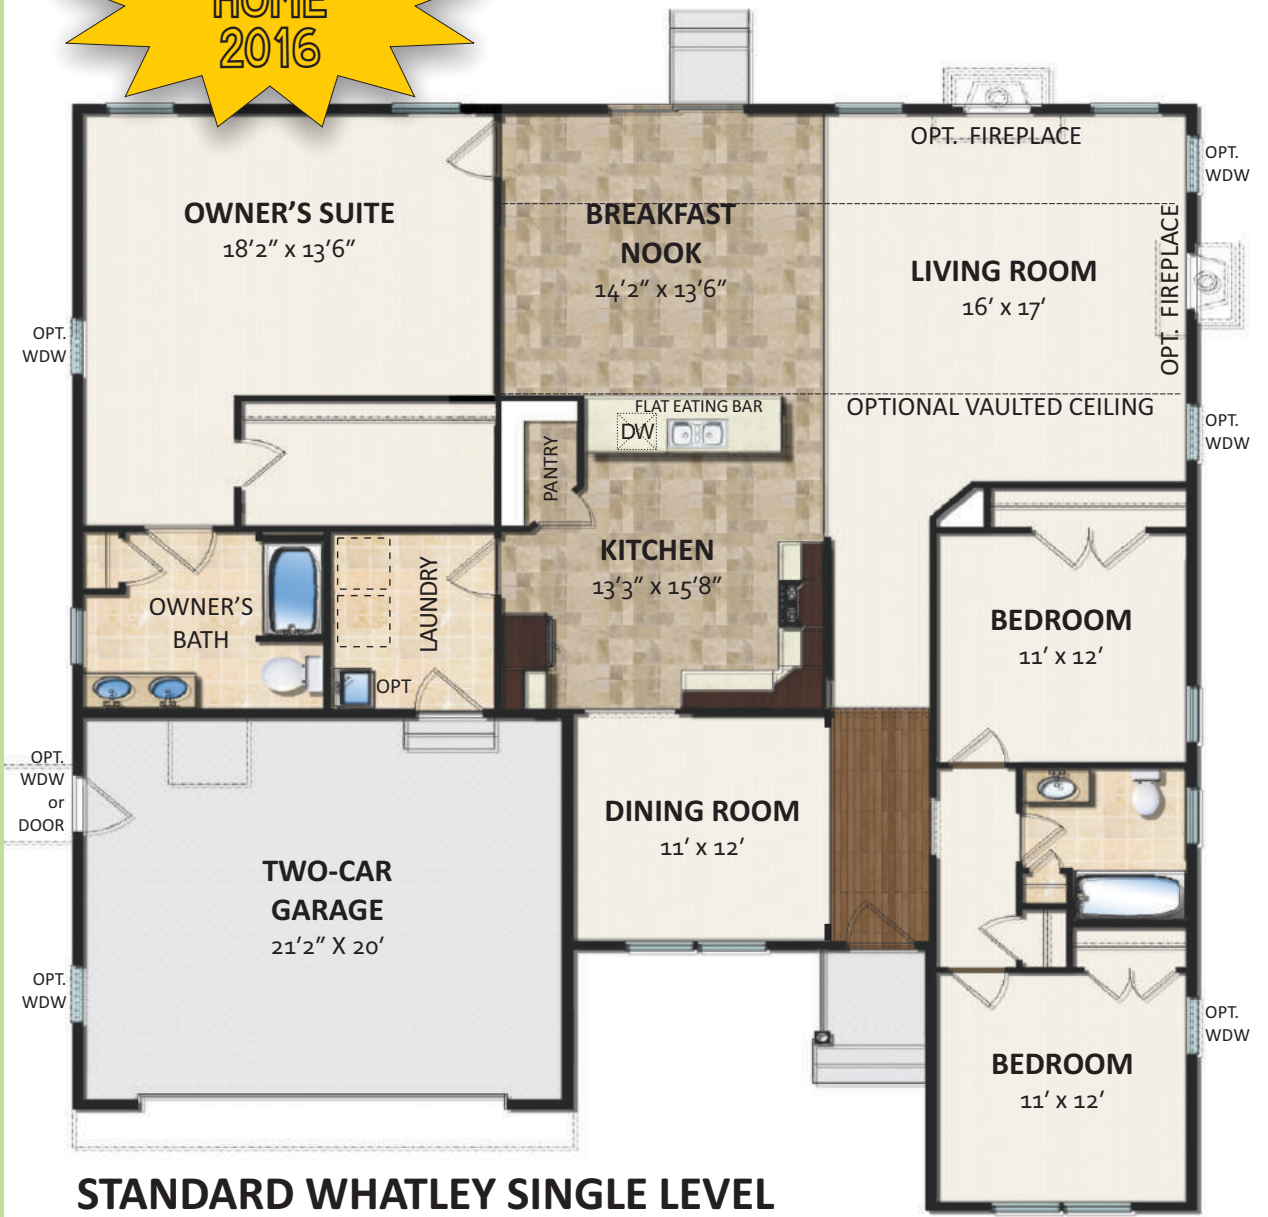 HOME
2016
OPT. FIREPLACE
OPT.
WDW
OWNER'S SUITE
18'2" x 13'6"
BREAKFAST
NOOK
14'2" x 13'6"
LIVING ROOM
16' x 17'
OPT. FIREPLACE
OPT.
WDW
FLAT EATING BAR
DW
OPTIONAL VAULTED CEILING
OPT.
WDW
PANTRY
KITCHEN
13'3" x 15'8"
LAUNDRY
OWNER'S
BATH
OPT
BEDROOM
11' x 12'
OPT.
WDW
or
DOOR
DINING ROOM
11' x 12'
TWO-CAR
GARAGE
21'2" X 20'
OPT.
WDW
OPT.
WDW
BEDROOM
11' x 12'
STANDARD WHATLEY SINGLE LEVEL